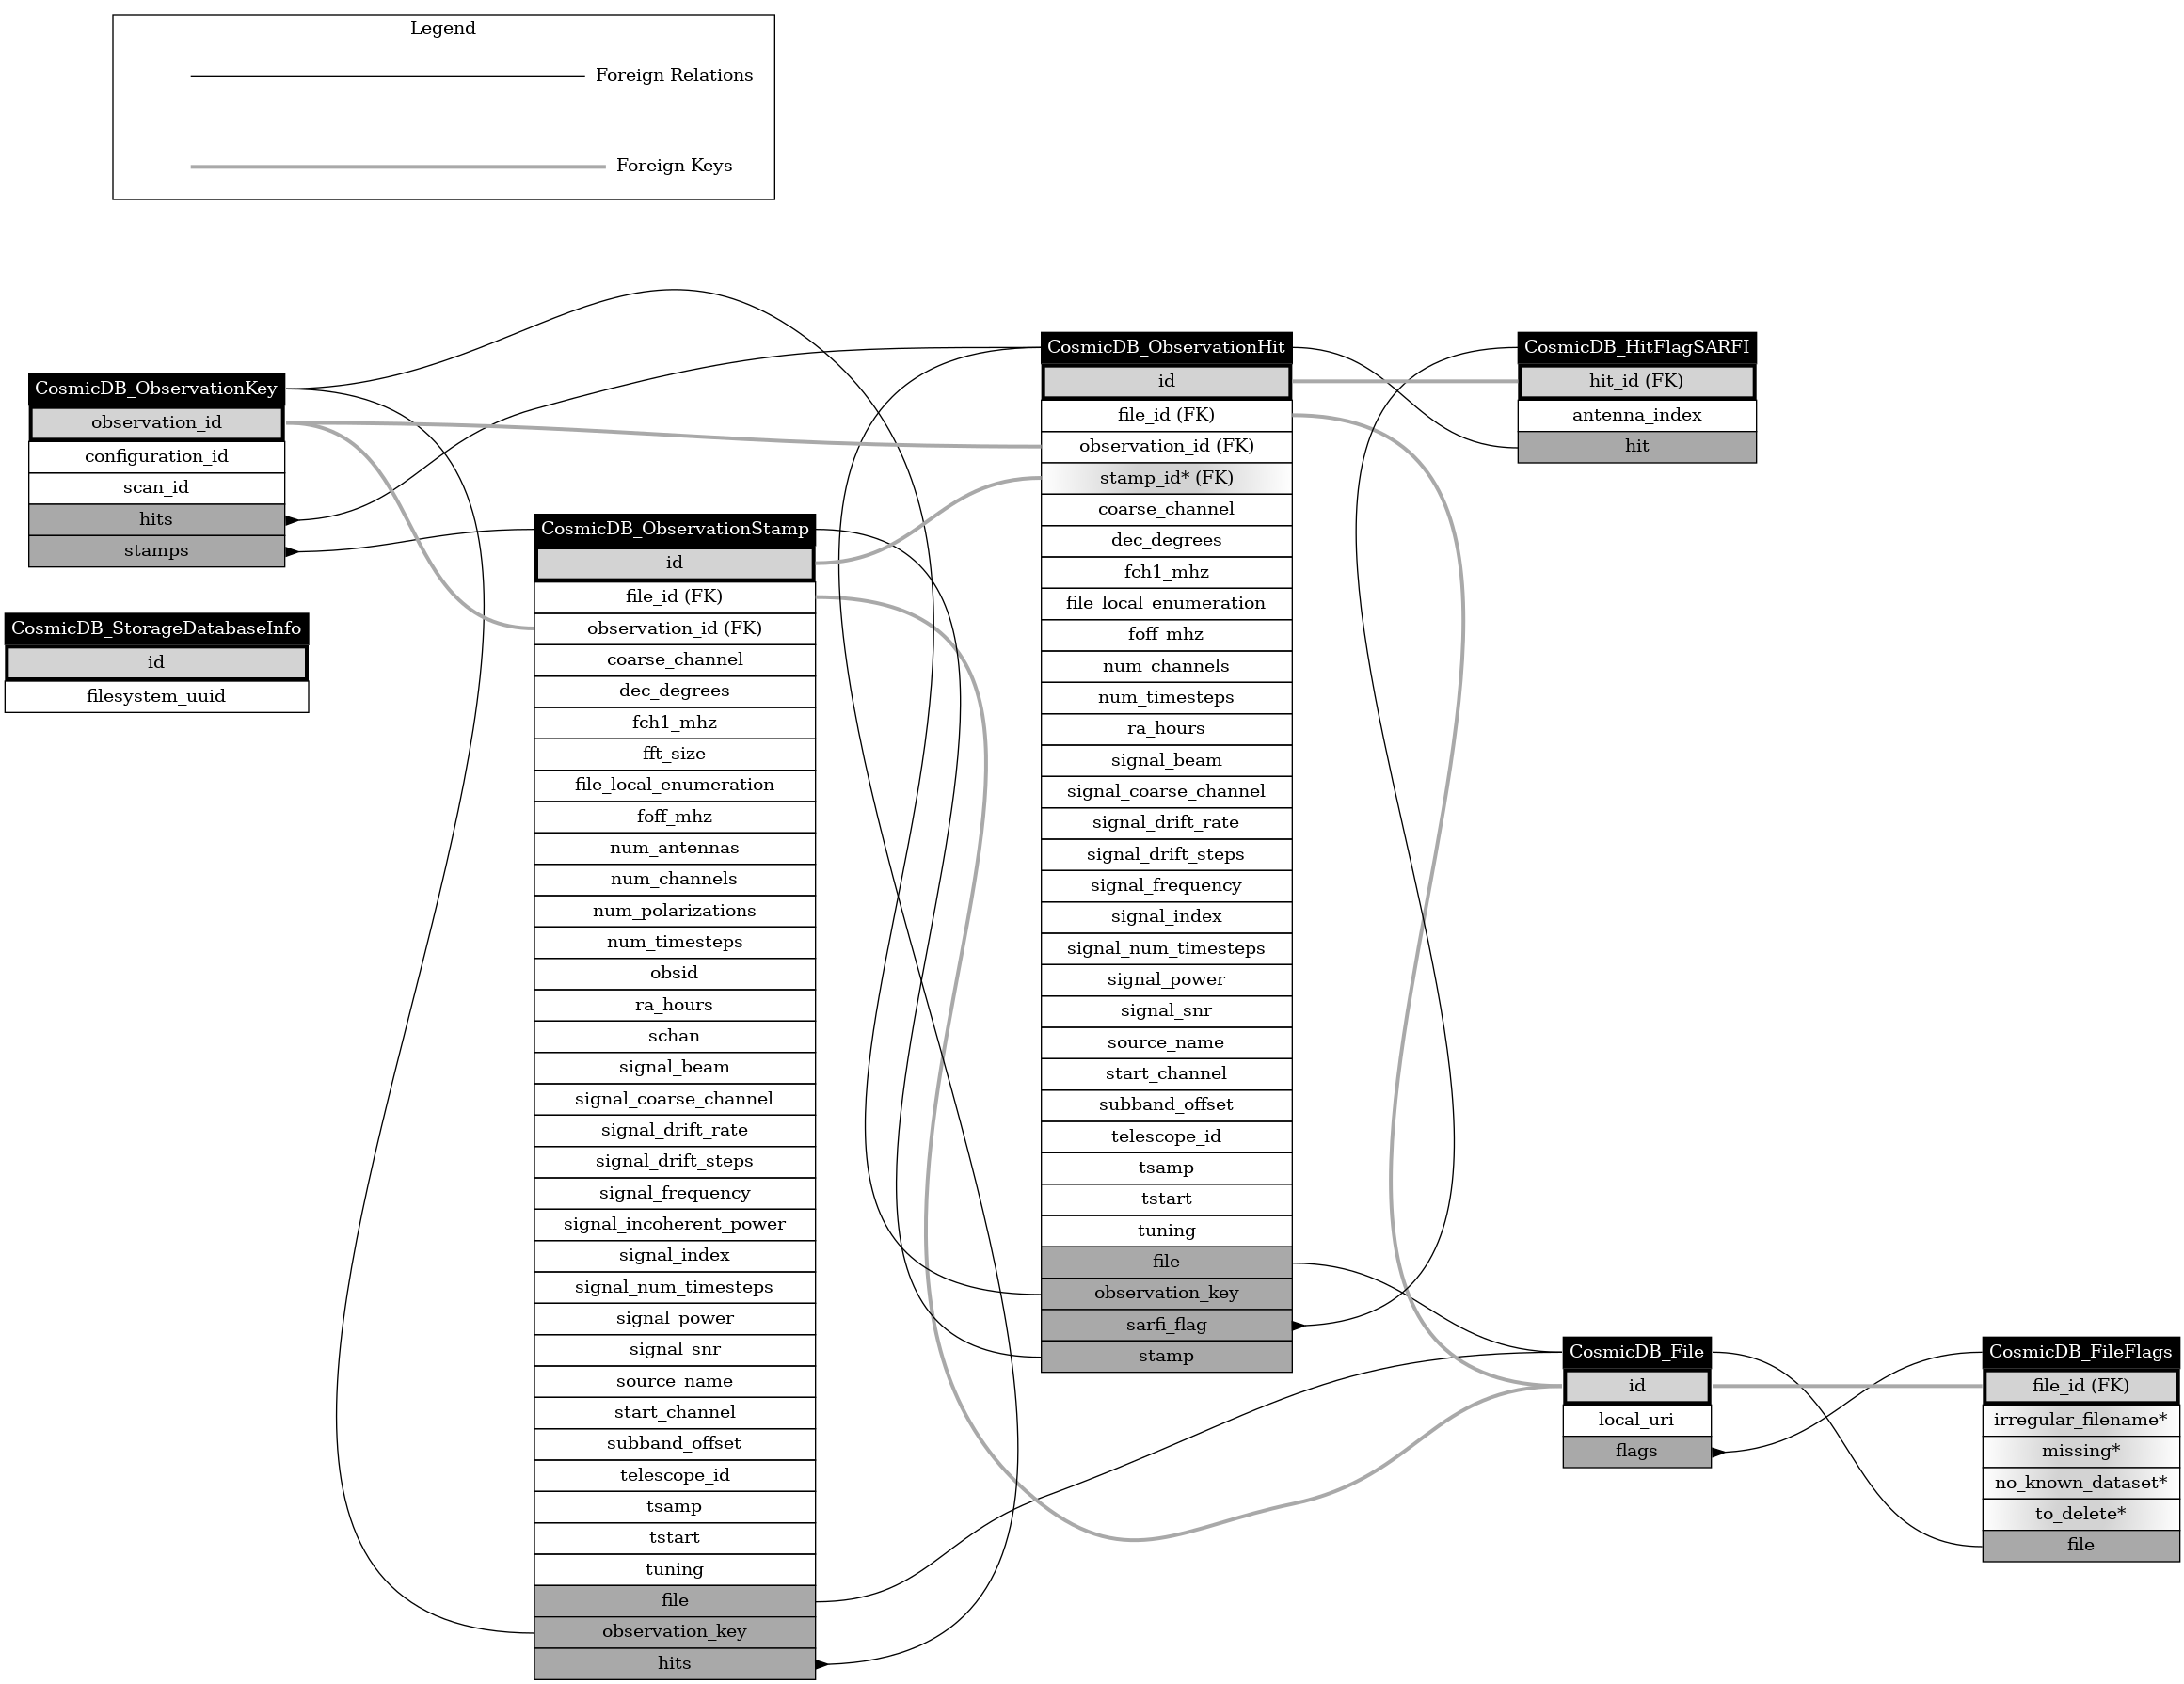 Legend
Foreign Relations
Foreign Keys
CosmicDB_ObservationKey
observation_id
configuration_id
scan_id
hits
stamps
CosmicDB_StorageDatabaseInfo
id
filesystem_uuid
CosmicDB_ObservationStamp
id
file_id (FK)
observation_id (FK)
coarse_channel
dec_degrees
fch1_mhz
fft_size
file_local_enumeration
foff_mhz
num_antennas
num_channels
num_polarizations
num_timesteps
obsid
ra_hours
schan
signal_beam
signal_coarse_channel
signal_drift_rate
signal_drift_steps
signal_frequency
signal_incoherent_power
signal_index
signal_num_timesteps
signal_power
signal_snr
source_name
start_channel
subband_offset
telescope_id
tsamp
tstart
tuning
file
observation_key
hits
CosmicDB_ObservationHit
id
file_id (FK)
observation_id (FK)
stamp_id* (FK)
coarse_channel
dec_degrees
fch1_mhz
file_local_enumeration
foff_mhz
num_channels
num_timesteps
ra_hours
signal_beam
signal_coarse_channel
signal_drift_rate
signal_drift_steps
signal_frequency
signal_index
signal_num_timesteps
signal_power
signal_snr
source_name
start_channel
subband_offset
telescope_id
tsamp
tstart
tuning
file
observation_key
sarfi_flag
stamp
CosmicDB_HitFlagSARFI
hit_id (FK)
antenna_index
hit
CosmicDB_File
id
local_uri
flags
CosmicDB_FileFlags
file_id (FK)
irregular_filename*
missing*
no_known_dataset*
to_delete*
file